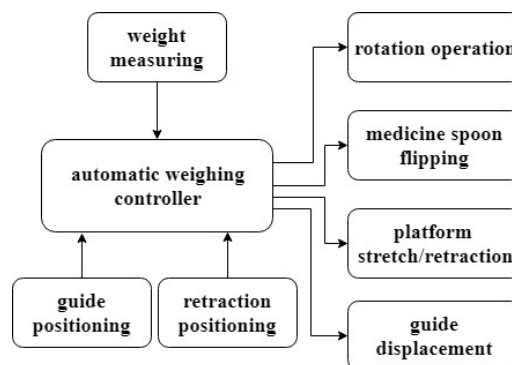 weight
measuring
rotation operation
medicine spoon
flipping
automatic weighing
controller
platform
stretch/retraction
guide
positioning
retraction
positioning
guide
displacement